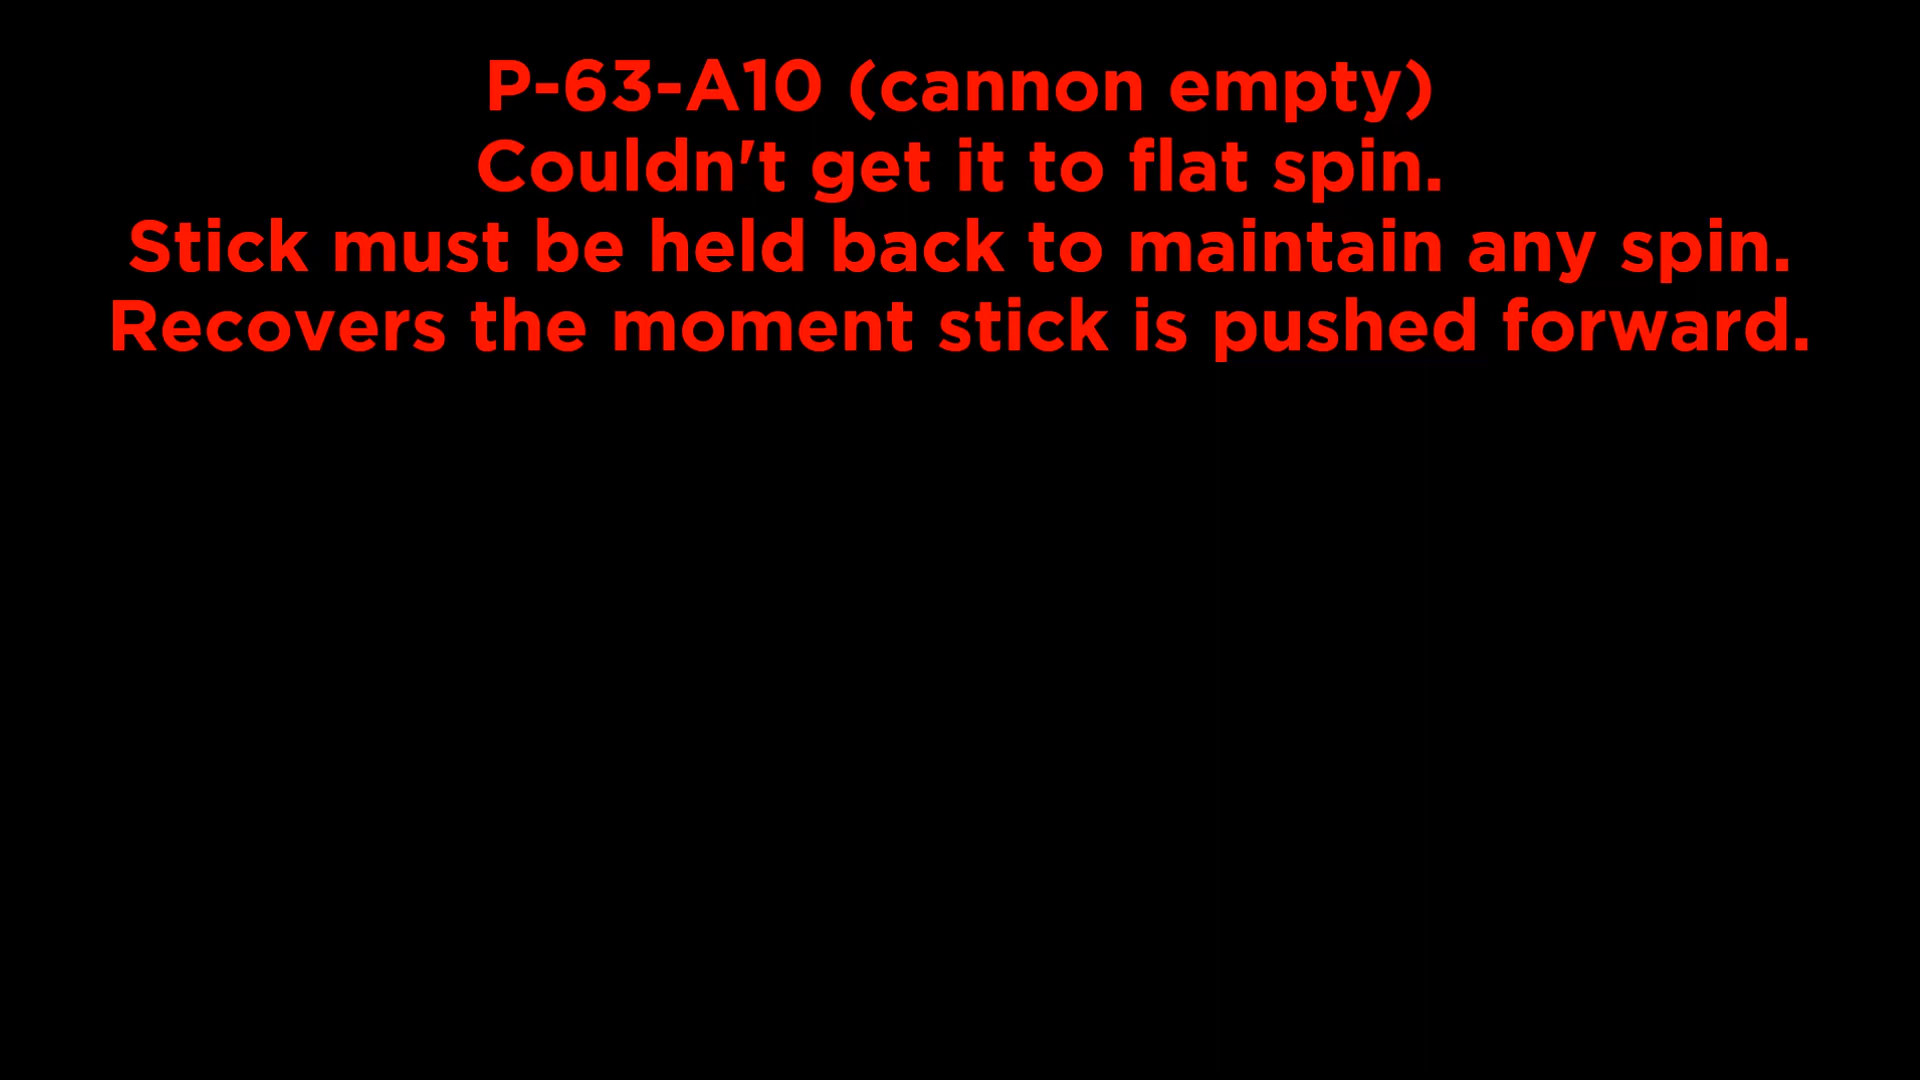 P-63-A10 (cannon empty)
Couldn't get it to flat spin.
Stick must be held back to maintain any spin.
Recovers the moment stick is pushed forward.